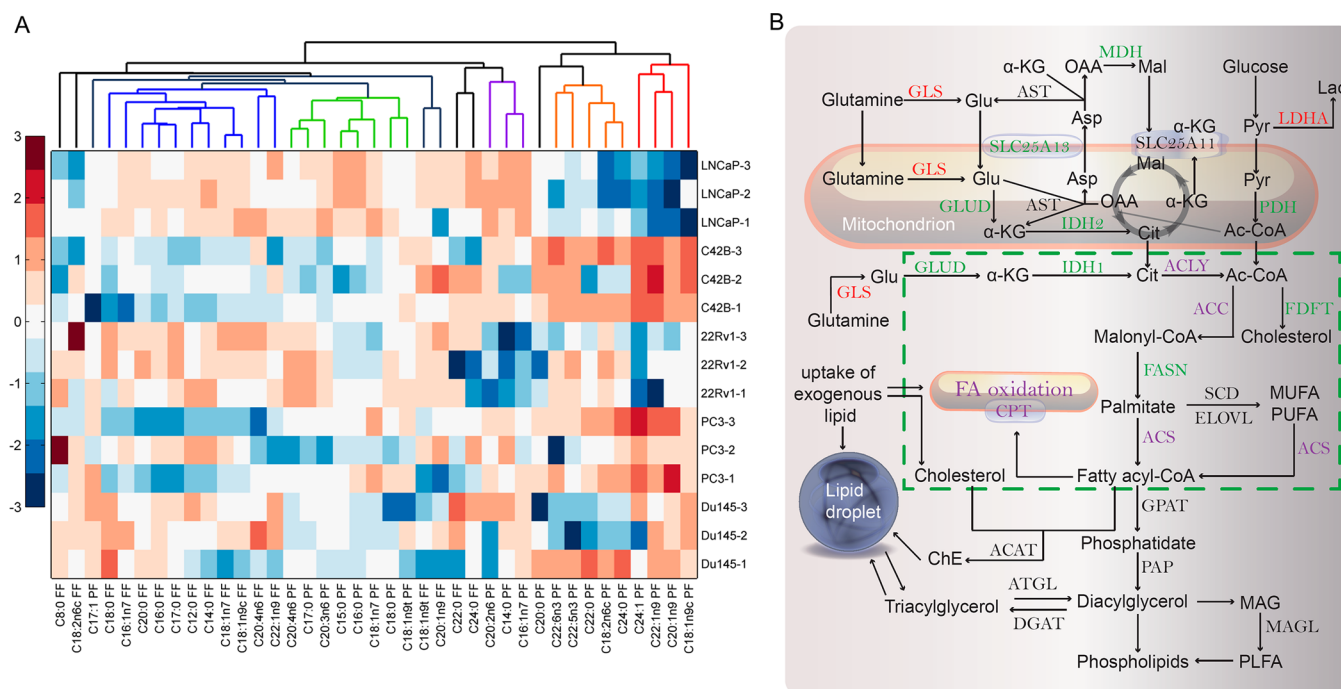 A
3
2
1
0
-1
-2
-3
LNCaP-3
LNCaP-2
LNCaP-1
C42B-3
C42B-2
C42B-1
22Rv1-3
22Rv1-2
22Rv1-1
PC3-3
PC3-2
PC3-1
Du145-3
Du145-2
Du145-1
C8:0 FF
C18:2n6c FF
C17:1 PF
C18:0 FF
C16:1n7 FF
C20:0 FF
C16:0 FF
C17:0 FF
C12:0 FF
C14:0 FF
C18:1n7 FF
C18:1n9c FF
C20:4n6 FF
C22:1n9 FF
C20:4n6 PF
C17:0 PF
C20:3n6 PF
C15:0 PF
C16:0 PF
C18:1n7 PF
C18:0 PF
C18:1n9t PF
C18:1n9t FF
C20:1n9 FF
C22:0 FF
C24:0 FF
C20:2n6 PF
C14:0 PF
C16:1n7 PF
C20:0 PF
C22:6n3 PF
C22:5n3 PF
C22:0 PF
C18:2n6c PF
C24:0 PF
C24:1 PF
C22:1n9 PF
C20:1n9 PF
C18:1n9c PF
B
MDH
α-KG OAA Mal Glucose
Glutamine GLS Glu AST Lac
Asp α-KG Pyr LDHA
SLC25A13 SLC25A11
Mal
Glutamine GLS Glu Asp α-KG Pyr
GLUD AST OAA PDH
Mitochondrion α-KG IDH2 Cit Ac-CoA
Glu GLUD α-KG IDH1 Cit ACLY Ac-CoA
GLS
Glutamine ACC FDFT
Malonyl-CoA Cholesterol
uptake of
exogenous
lipid
FASN
FA oxidation
CPT
Palmitate SCD
ELOVL
MUFA
PUFA
ACS ACS
Cholesterol Fatty acyl-CoA
Lipid
droplet
GPAT
Phosphatidate
ChE ACAT
PAP
ATGL
Triacylglycerol Diacylglycerol MAG
DGAT
MAGL
Phospholipids PLFA